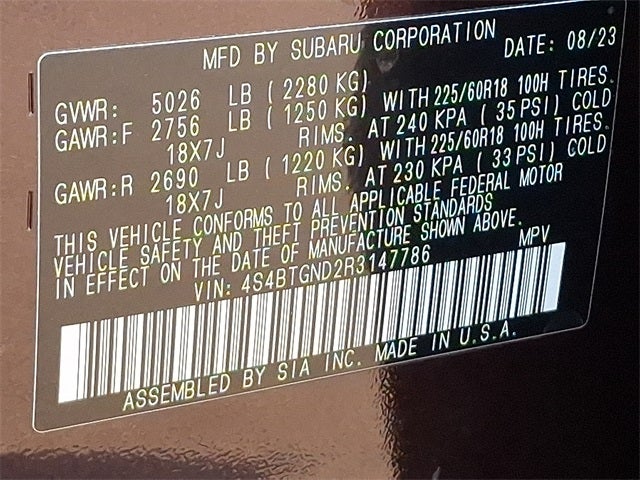 MFD BY SUBARU CORPORATION DATE: 08/23
GVWR: 5026 LB ( 2280 KG)
GAWR:F 2756 LB ( 1250 KG) WITH 225/60R18 100H TIRES.
18X7J RIMS. AT 240 KPA ( 35 PSI) COLD
GAWR:R 2690 LB ( 1220 KG) WITH 225/60R18 100H TIRES.
18X7J RIMS. AT 230 KPA ( 33 PSI) COLD
THIS VEHICLE CONFORMS TO ALL APPLICABLE FEDERAL MOTOR
VEHICLE SAFETY AND THEFT PREVENTION STANDARDS
IN EFFECT ON THE DATE OF MANUFACTURE SHOWN ABOVE.
VIN: 4S4BTGND2R3147786 MPV
ASSEMBLED BY SIA INC. MADE IN U.S.A.